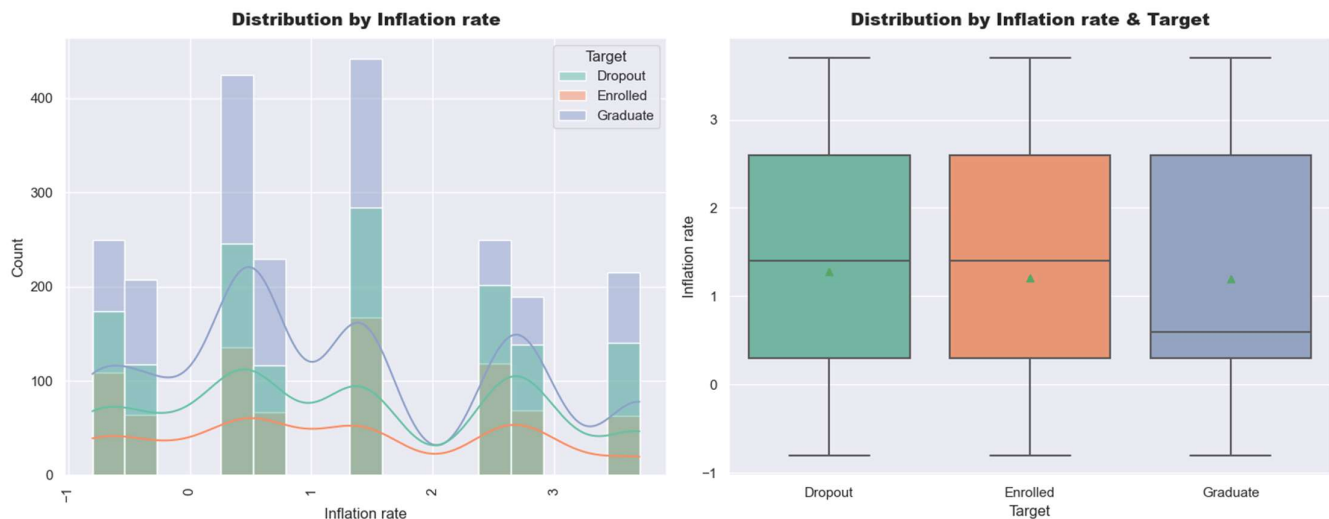 Distribution by Inflation rate
Target
Dropout
Enrolled
Graduate
400
300
200
100
0
Count
−1
0
1
2
3
Inflation rate
Distribution by Inflation rate & Target
3
2
1
0
−1
Inflation rate
Dropout
Enrolled
Graduate
Target